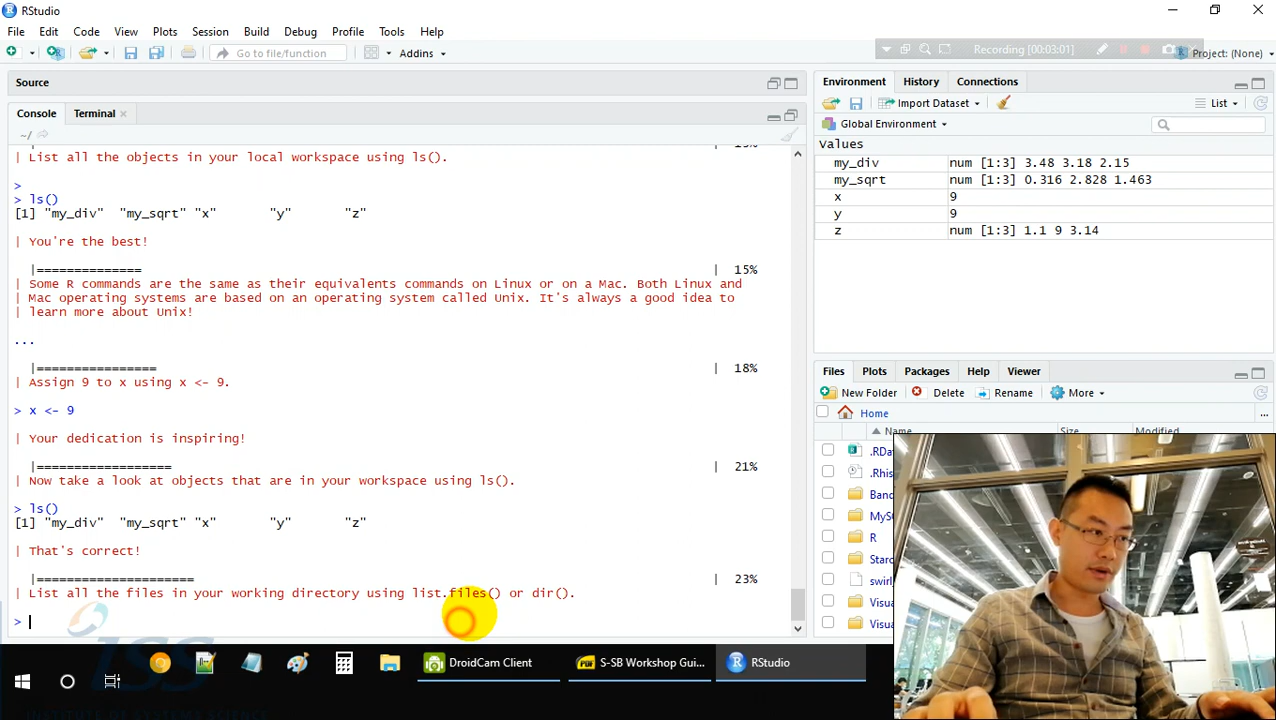 RStudio
File Edit Code View Plots Session Build Debug Profile Tools Help
Go to file/function
Addins
Recording [00:03:01]
Project: (None)
Source
Console Terminal
~/
| List all the objects in your local workspace using ls().
>
> ls()
[1] "my_div" "my_sqrt" "x" "y" "z"
| You're the best!
|============== | 15%
| Some R commands are the same as their equivalents commands on Linux or on a Mac. Both Linux and
| Mac operating systems are based on an operating system called Unix. It's always a good idea to
| learn more about Unix!
...
|================ | 18%
| Assign 9 to x using x <- 9.
> x <- 9
| Your dedication is inspiring!
|================== | 21%
| Now take a look at objects that are in your workspace using ls().
> ls()
[1] "my_div" "my_sqrt" "x" "y" "z"
| That's correct!
|===================== | 23%
| List all the files in your working directory using list.files() or dir().
>
Environment History Connections
Import Dataset List
Global Environment
Values
my_div num [1:3] 3.48 3.18 2.15
my_sqrt num [1:3] 0.316 2.828 1.463
x 9
y 9
z num [1:3] 1.1 9 3.14
Files Plots Packages Help Viewer
New Folder Delete Rename More
Home ...
Name Size Modified
R
ISS
DroidCam Client
S-SB Workshop Gui...
RStudio